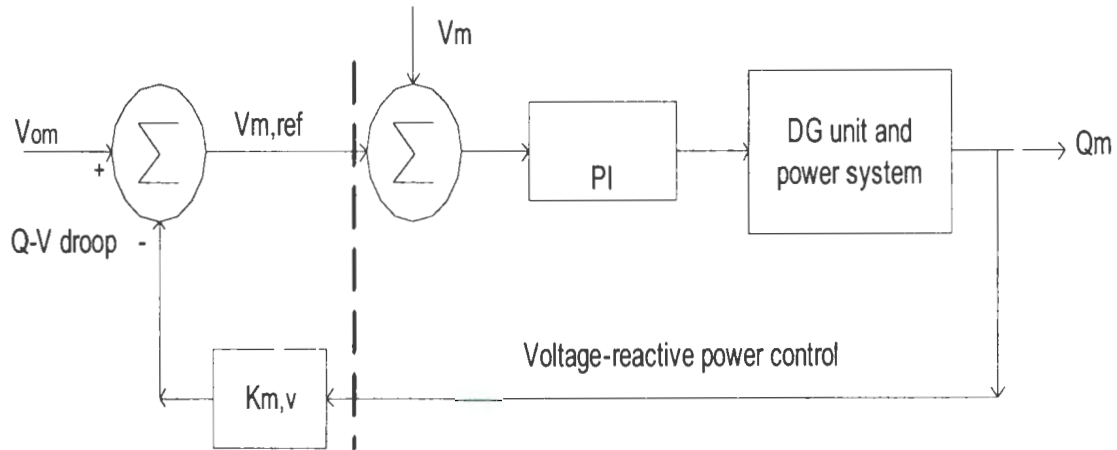 Vm
Vom
+
Σ
Vm,ref
Σ
PI
DG unit and
power system
Qm
Q-V droop -
Voltage-reactive power control
Km,v